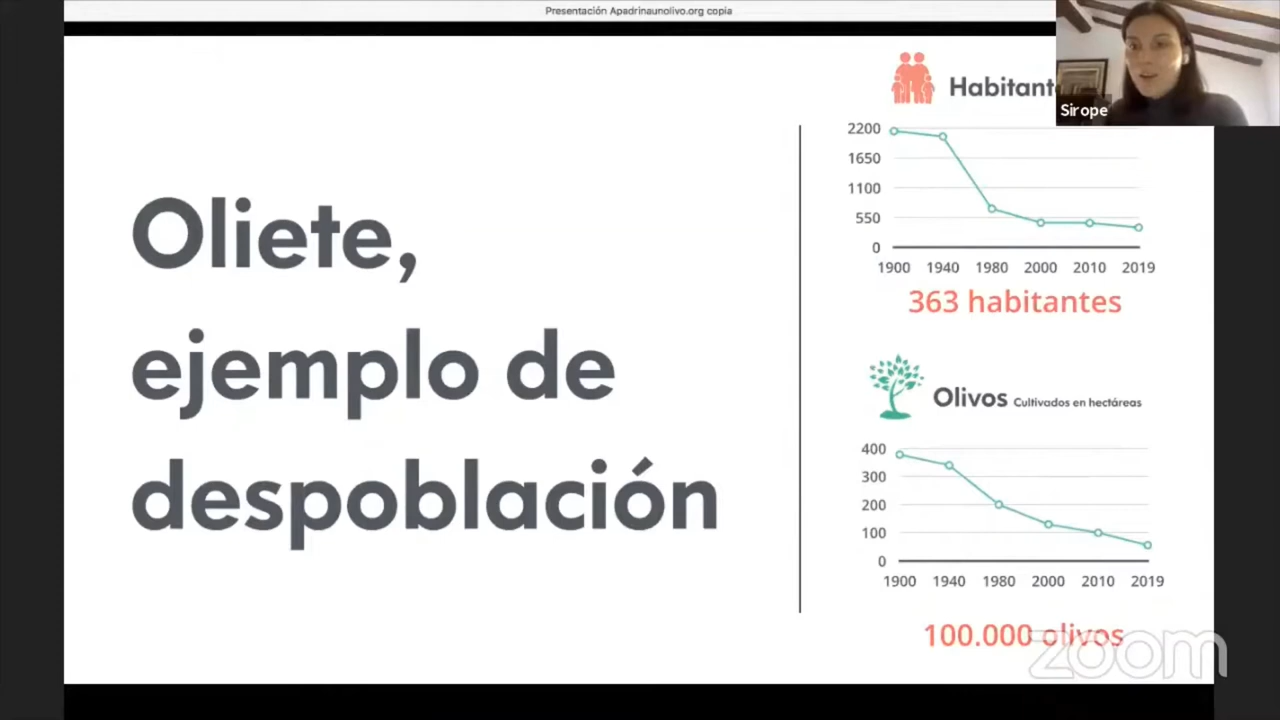 Presentación Apadrinaunolivo.org copia
Sirope
Oliete,
ejemplo de
despoblación
Habitant
2200
1650
1100
550
0
1900 1940 1980 2000 2010 2019
363 habitantes
Olivos Cultivados en hectáreas
400
300
200
100
0
1900 1940 1980 2000 2010 2019
100.000 olivos
zoom